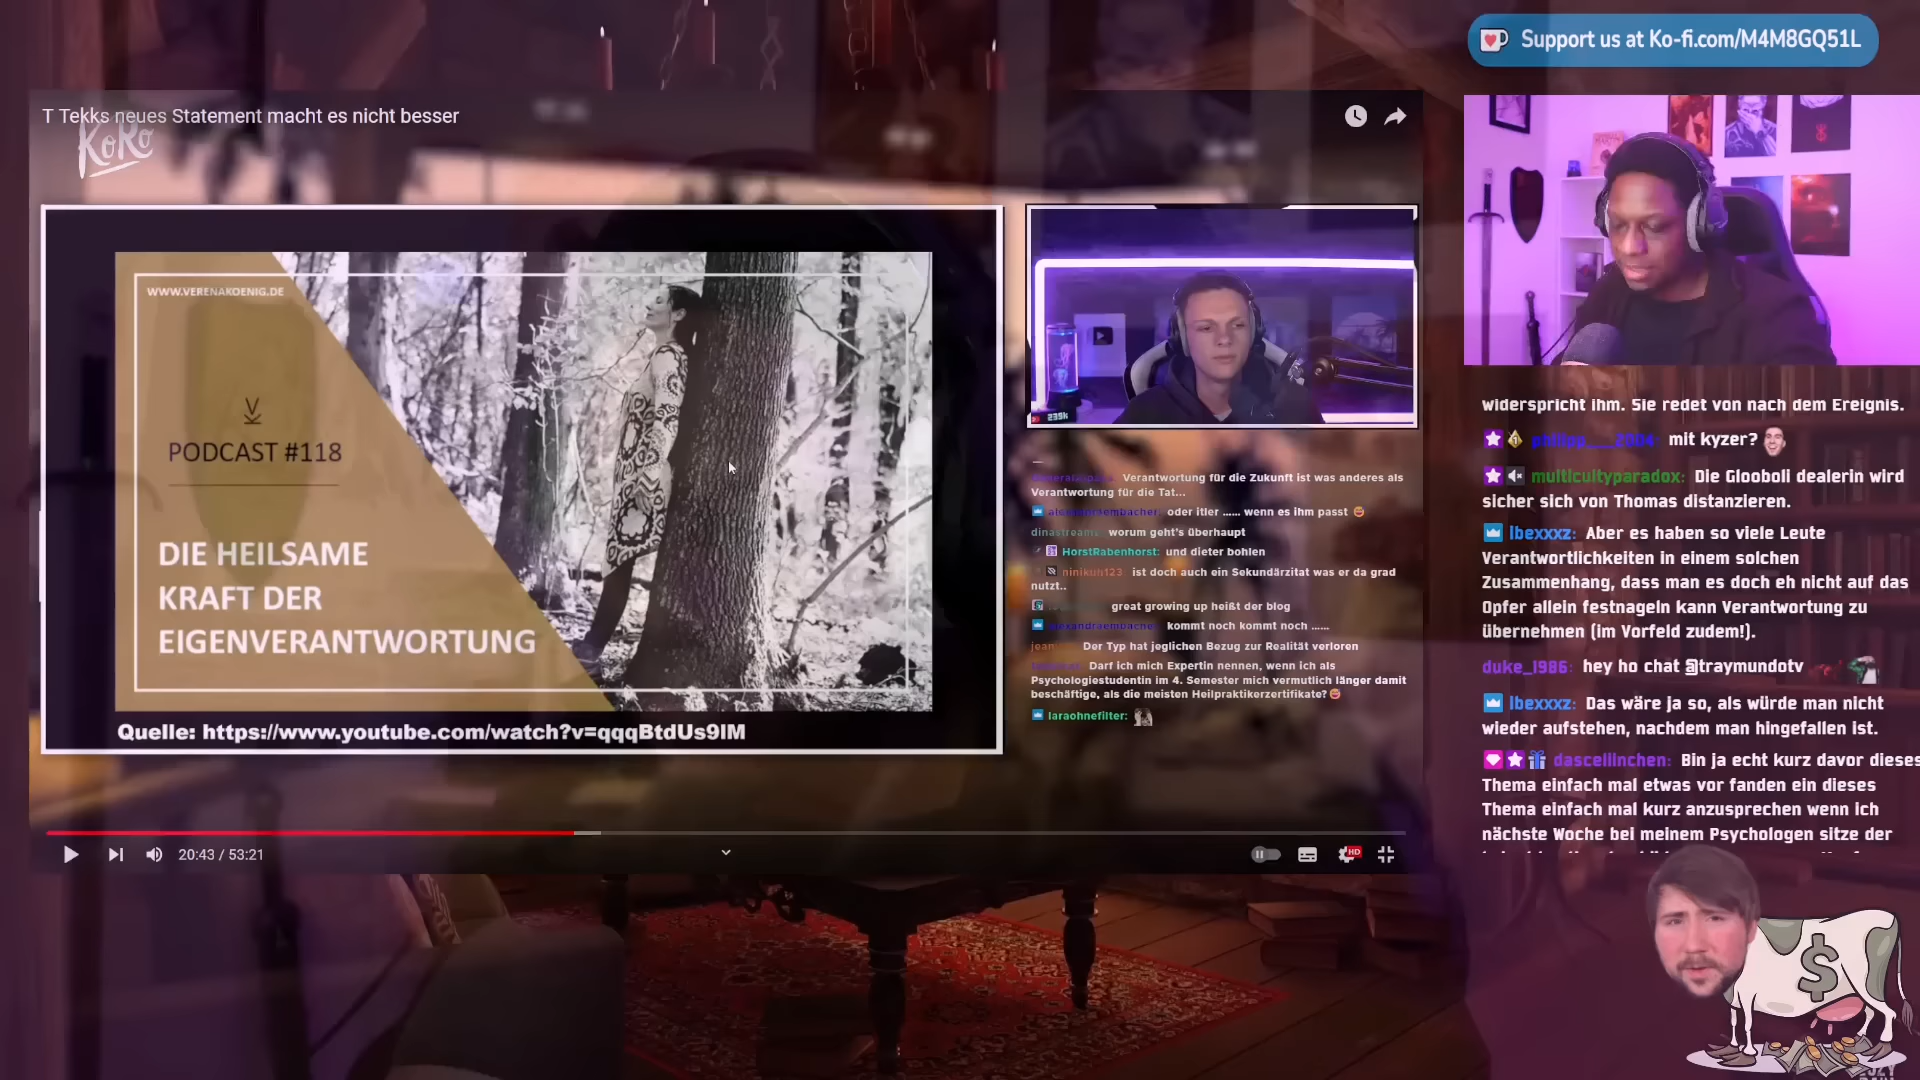 Support us at Ko-fi.com/M4M8GQ51L
T Tekks neues Statement macht es nicht besser
KoRo
WWW.VERENAKOENIG.DE
PODCAST #118
DIE HEILSAME
KRAFT DER
EIGENVERANTWORTUNG
Quelle: https://www.youtube.com/watch?v=qqqBtdUs9IM
20:43 / 53:21
HD
239k
Verantwortung für die Zukunft ist was anderes als
Verantwortung für die Tat...
alexandraembacher: oder itler ...... wenn es ihm passt
dinastreams: worum geht's überhaupt
HorstRabenhorst: und dieter bohlen
ninikuh123 ist doch auch ein Sekundärzitat was er da grad
nutzt..
great growing up heißt der blog
alexandraembacher: kommt noch kommt noch ......
jean Der Typ hat jeglichen Bezug zur Realität verloren
Darf ich mich Expertin nennen, wenn ich als
Psychologiestudentin im 4. Semester mich vermutlich länger damit
beschäftige, als die meisten Heilpraktikerzertifikate?
laraohnefilter:
widerspricht ihm. Sie redet von nach dem Ereignis.
philipp__2004: mit kyzer?
multicultyparadox: Die Glooboli dealerin wird
sicher sich von Thomas distanzieren.
lbexxxz: Aber es haben so viele Leute
Verantwortlichkeiten in einem solchen
Zusammenhang, dass man es doch eh nicht auf das
Opfer allein festnageln kann Verantwortung zu
übernehmen (im Vorfeld zudem!).
duke_1986: hey ho chat @traymundotv
lbexxxz: Das wäre ja so, als würde man nicht
wieder aufstehen, nachdem man hingefallen ist.
dascellinchen: Bin ja echt kurz davor dieses
Thema einfach mal etwas vor fanden ein dieses
Thema einfach mal kurz anzusprechen wenn ich
nächste Woche bei meinem Psychologen sitze der
$